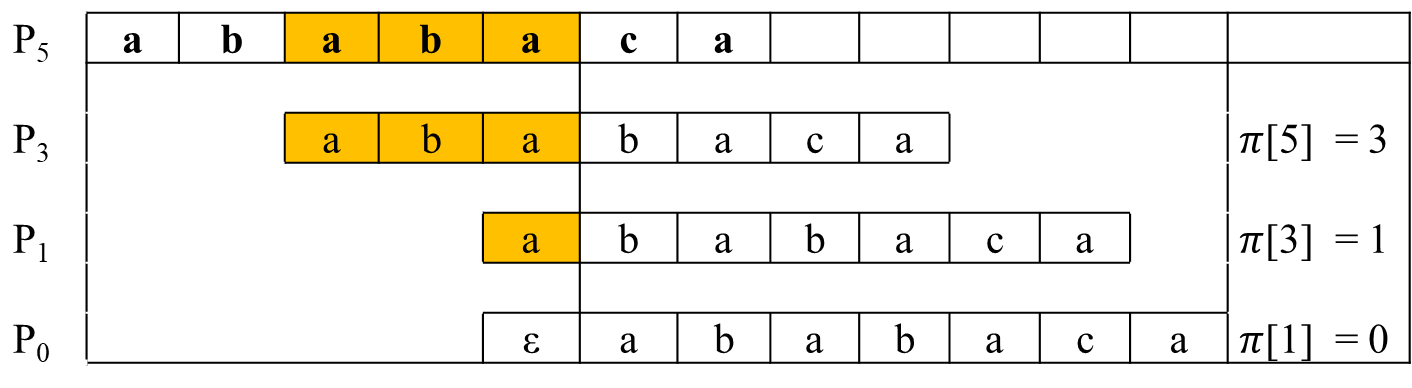 P₅ a b a b a c a
P₃ a b a b a c a π[5] = 3
P₁ a b a b a c a π[3] = 1
P₀ ε a b a b a c a π[1] = 0